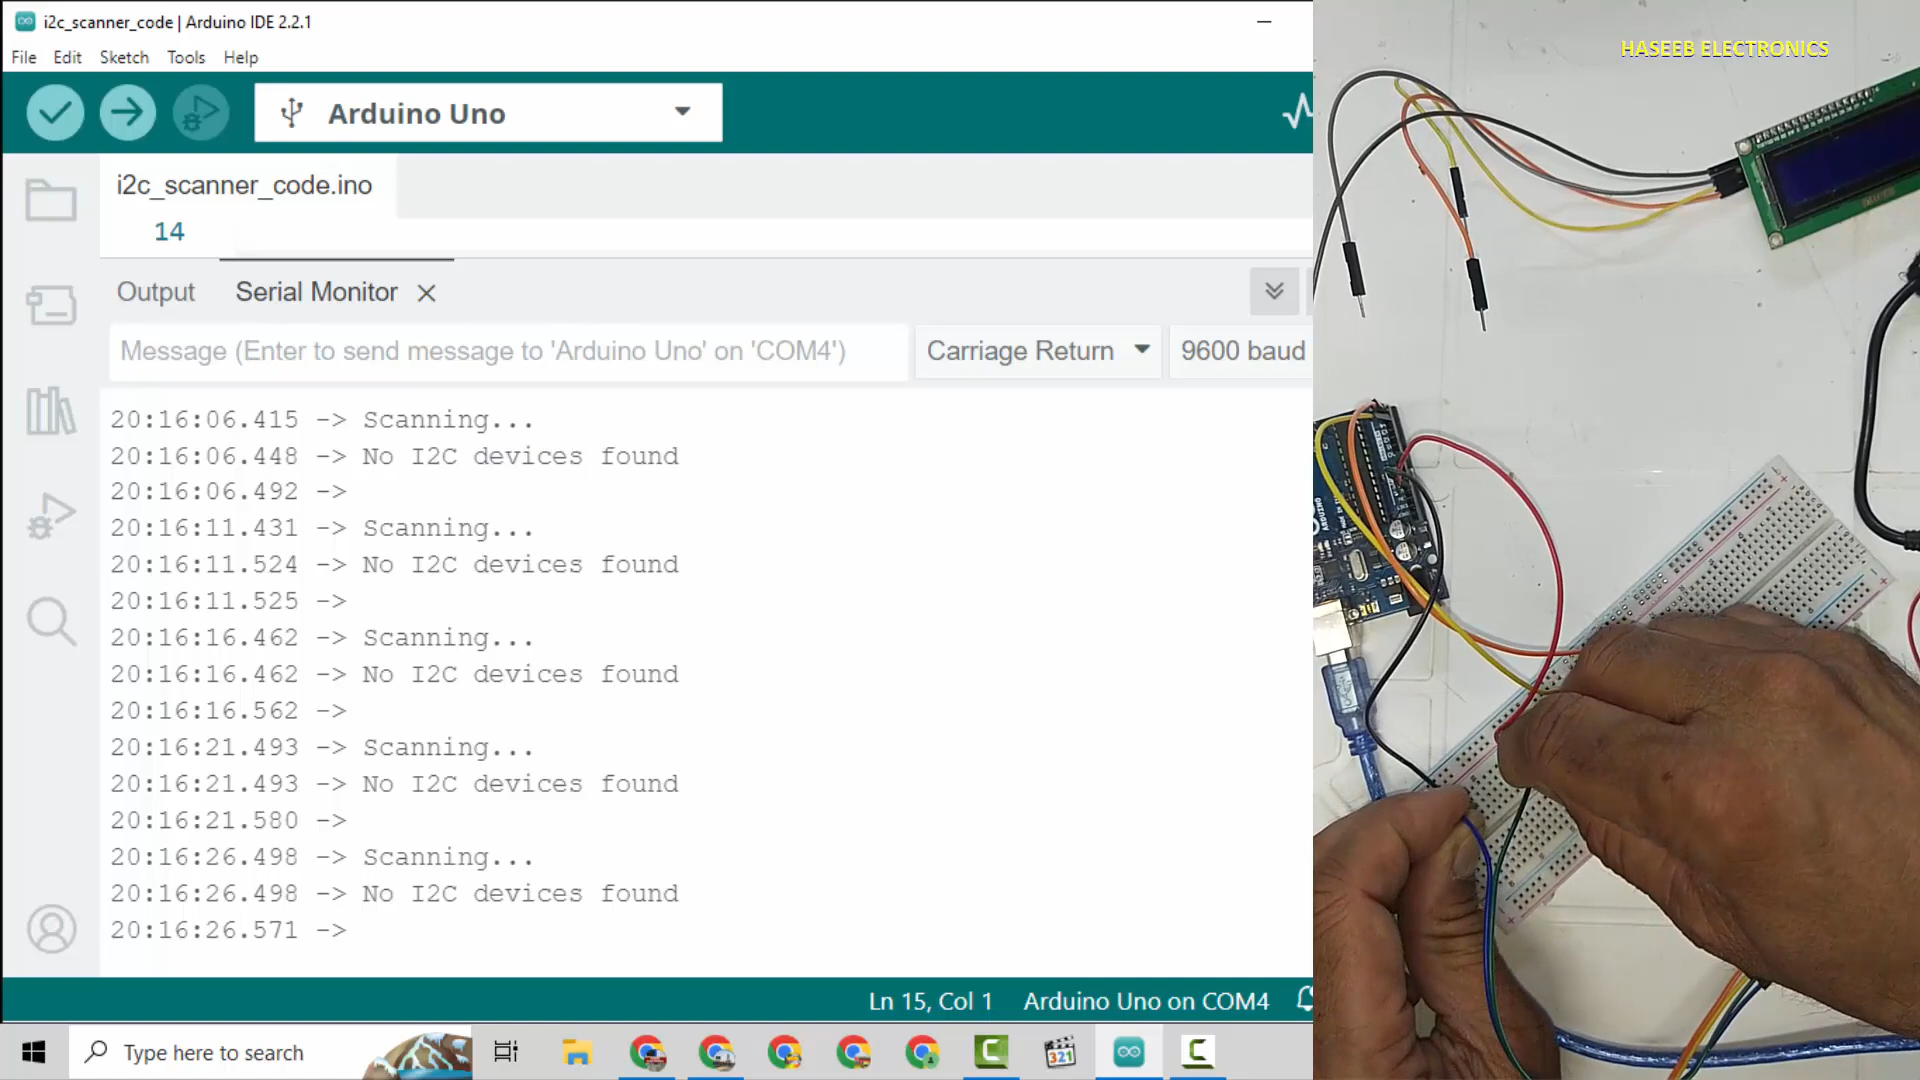 i2c_scanner_code | Arduino IDE 2.2.1
File Edit Sketch Tools Help
Arduino Uno
i2c_scanner_code.ino
14
Output Serial Monitor
Message (Enter to send message to 'Arduino Uno' on 'COM4') Carriage Return 9600 baud
20:16:06.415 -> Scanning...
20:16:06.448 -> No I2C devices found
20:16:06.492 ->
20:16:11.431 -> Scanning...
20:16:11.524 -> No I2C devices found
20:16:11.525 ->
20:16:16.462 -> Scanning...
20:16:16.462 -> No I2C devices found
20:16:16.562 ->
20:16:21.493 -> Scanning...
20:16:21.493 -> No I2C devices found
20:16:21.580 ->
20:16:26.498 -> Scanning...
20:16:26.498 -> No I2C devices found
20:16:26.571 ->
Ln 15, Col 1 Arduino Uno on COM4
Type here to search
321
HASEEB ELECTRONICS
ARDUINO